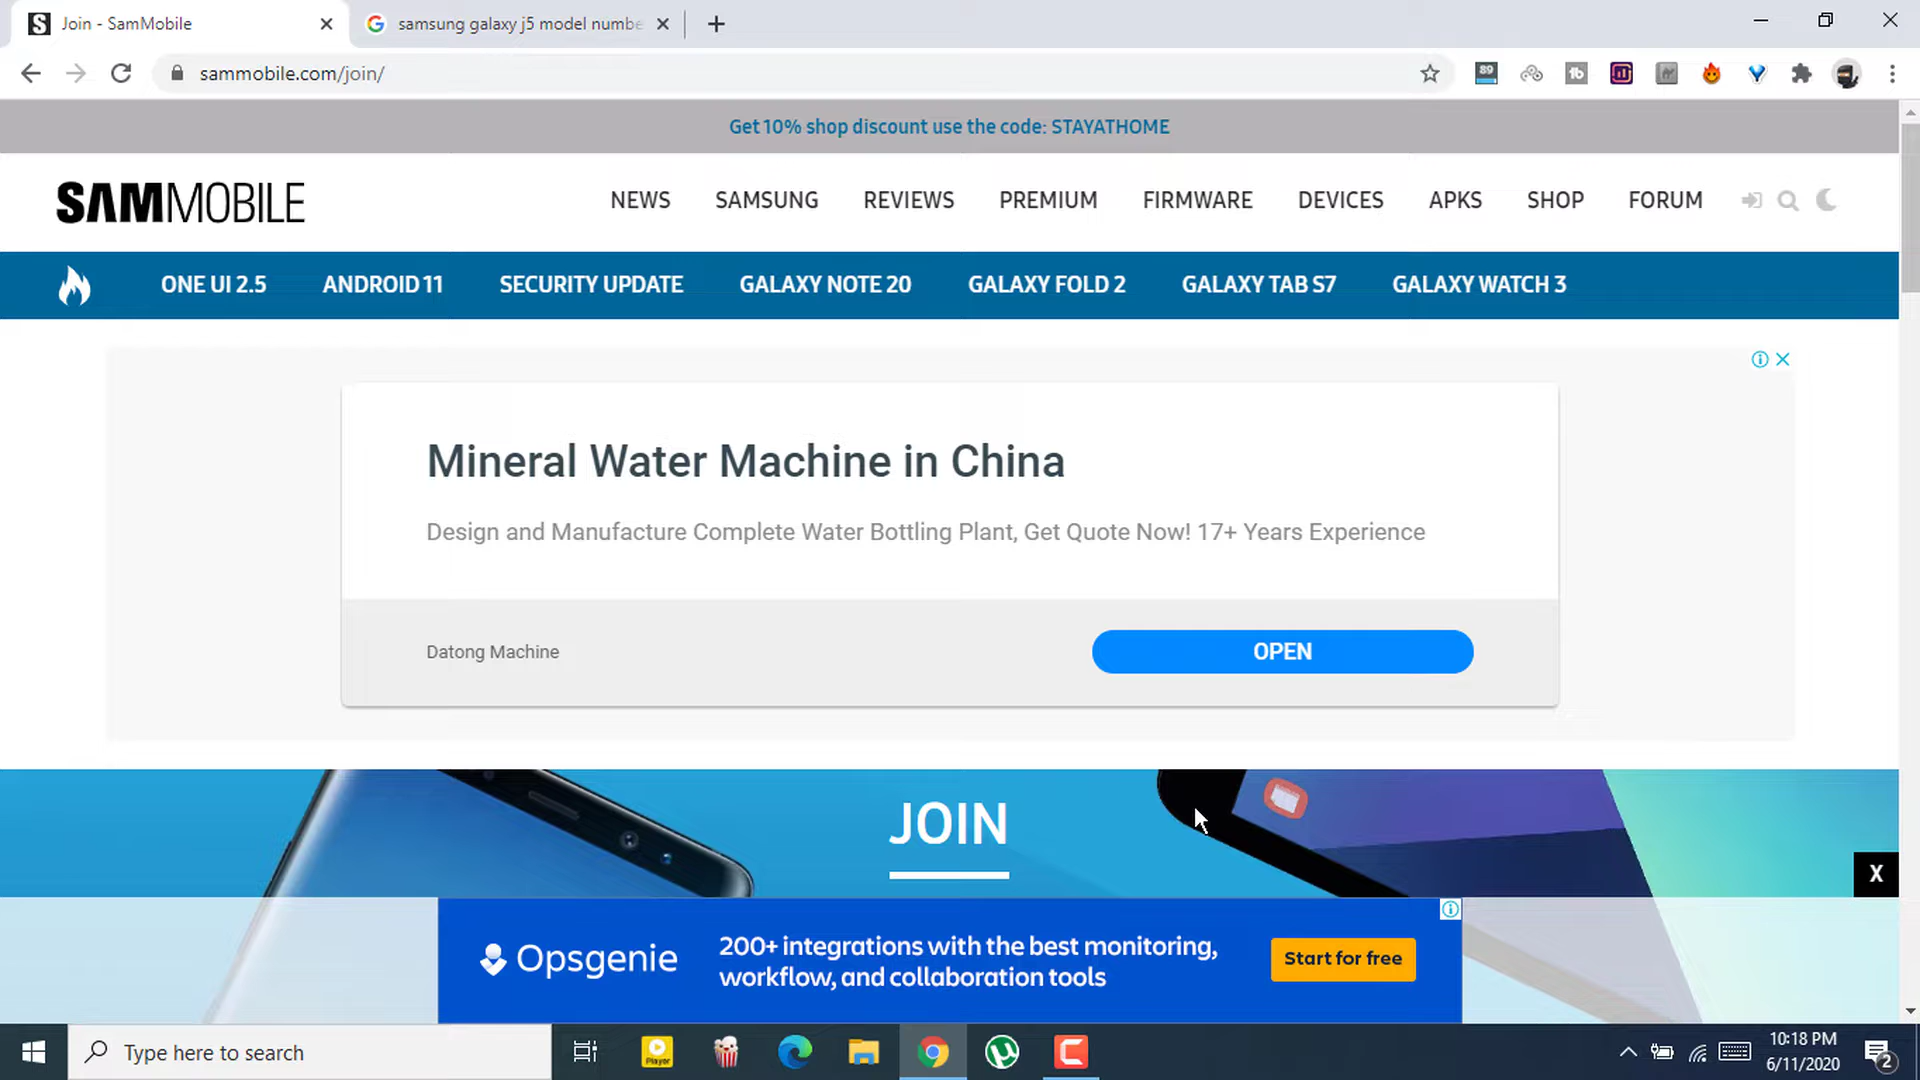 Join - SamMobile
samsung galaxy j5 model numbe
sammobile.com/join/
89
Get 10% shop discount use the code: STAYATHOME
SAMMOBILE
NEWS SAMSUNG REVIEWS PREMIUM FIRMWARE DEVICES APKS SHOP FORUM
ONE UI 2.5 ANDROID 11 SECURITY UPDATE GALAXY NOTE 20 GALAXY FOLD 2 GALAXY TAB S7 GALAXY WATCH 3
Mineral Water Machine in China
Design and Manufacture Complete Water Bottling Plant, Get Quote Now! 17+ Years Experience
Datong Machine
OPEN
JOIN
X
Opsgenie
200+ integrations with the best monitoring,
workflow, and collaboration tools
Start for free
Type here to search
Player
10:18 PM
6/11/2020
2